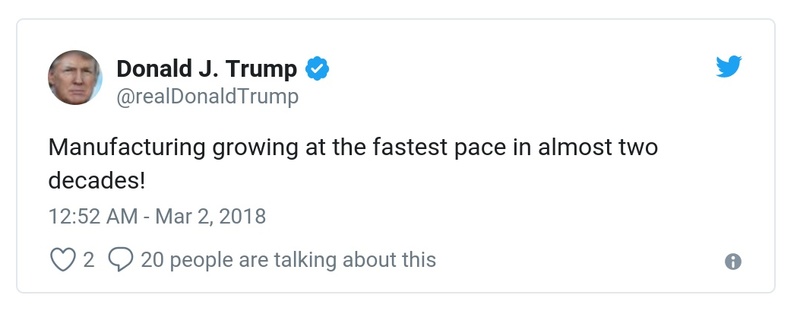 Donald J. Trump
@realDonaldTrump
Manufacturing growing at the fastest pace in almost two
decades!
12:52 AM - Mar 2, 2018
2 20 people are talking about this